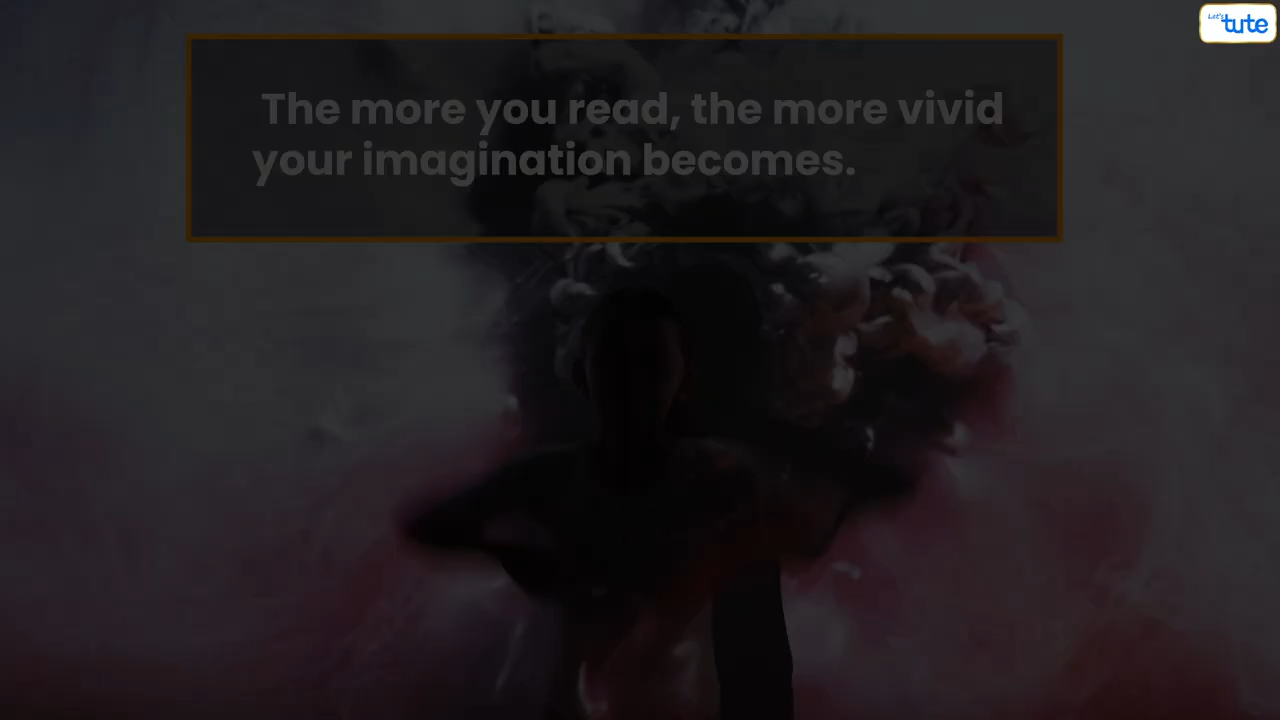 Let's
tute
The more you read, the more vivid
your imagination becomes.